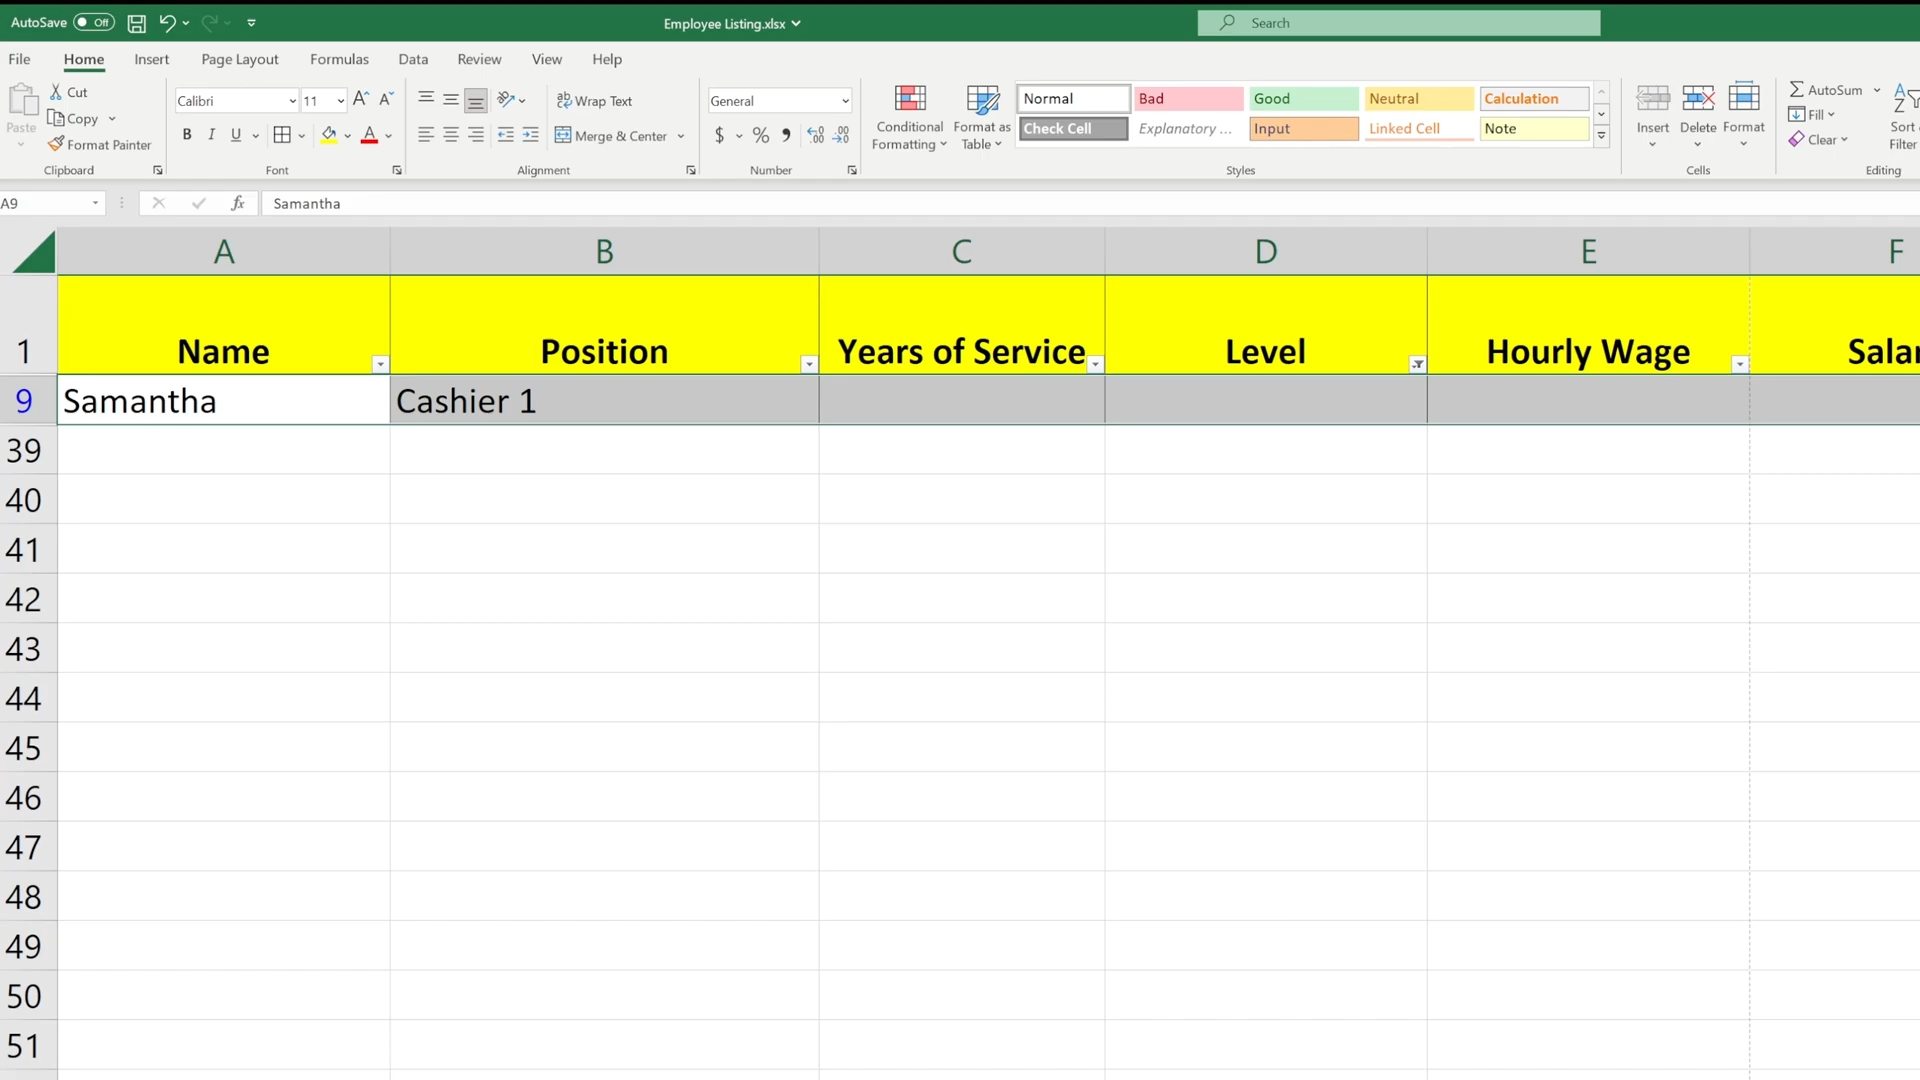 AutoSave Off Employee Listing.xlsx Search
File Home Insert Page Layout Formulas Data Review View Help
Paste Cut Copy Format Painter Clipboard
Calibri 11 B I U Font
Wrap Text Merge & Center Alignment
General $ % Number
Conditional Formatting Format as Table
Normal Bad Good Neutral Calculation
Check Cell Explanatory ... Input Linked Cell Note
Styles
Insert Delete Format Cells
AutoSum Fill Clear Sort Filter Editing
A9 fx Samantha
A B C D E F
1 Name Position Years of Service Level Hourly Wage Salar
9 Samantha Cashier 1
39
40
41
42
43
44
45
46
47
48
49
50
51